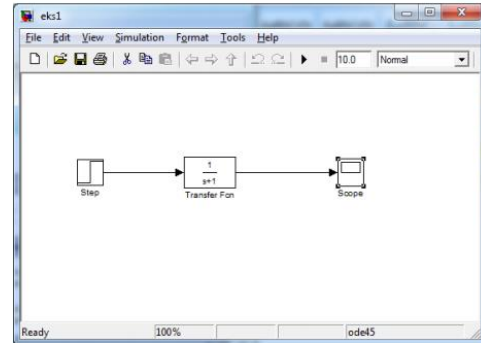 eks1
File Edit View Simulation Format Tools Help
10.0 Normal
1
s+1
Step Transfer Fcn Scope
Ready 100% ode45